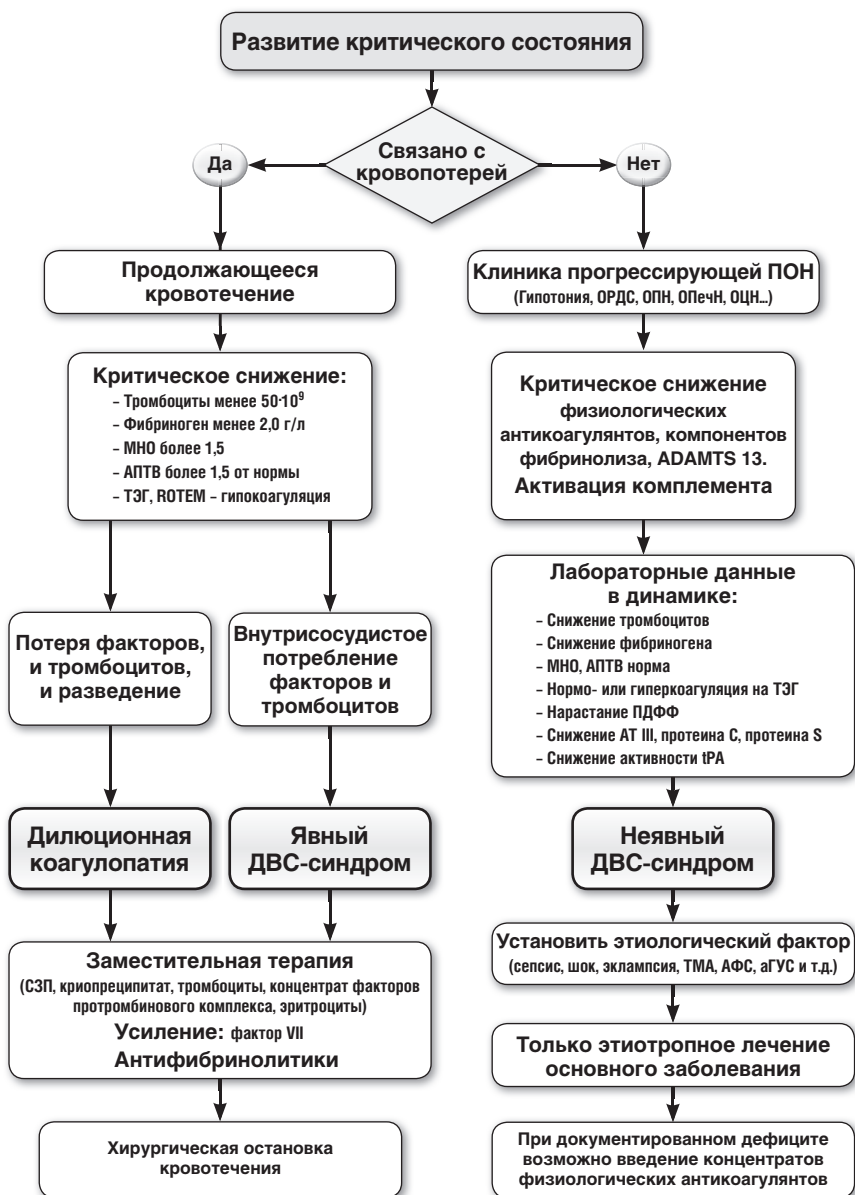 Развитие критического состояния
Связано с
кровопотерей
Да
Нет
Продолжающееся
кровотечение
Критическое снижение:
– Тромбоциты менее 50·10⁹
– Фибриноген менее 2,0 г/л
– МНО более 1,5
– АПТВ более 1,5 от нормы
– ТЭГ, ROTEM – гипокоагуляция
Потеря факторов,
и тромбоцитов,
и разведение
Внутрисосудистое
потребление
факторов и
тромбоцитов
Дилюционная
коагулопатия
Явный
ДВС-синдром
Заместительная терапия
(СЗП, криопреципитат, тромбоциты, концентрат факторов
протромбинового комплекса, эритроциты)
Усиление: фактор VII
Антифибринолитики
Хирургическая остановка
кровотечения
Клиника прогрессирующей ПОН
(Гипотония, ОРДС, ОПН, ОПечН, ОЦН...)
Критическое снижение
физиологических
антикоагулянтов, компонентов
фибринолиза, ADAMTS 13.
Активация комплемента
Лабораторные данные
в динамике:
– Снижение тромбоцитов
– Снижение фибриногена
– МНО, АПТВ норма
– Нормо- или гиперкоагуляция на ТЭГ
– Нарастание ПДФФ
– Снижение АТ III, протеина С, протеина S
– Снижение активности tPA
Неявный
ДВС-синдром
Установить этиологический фактор
(сепсис, шок, эклампсия, ТМА, АФС, аГУС и т.д.)
Только этиотропное лечение
основного заболевания
При документированном дефиците
возможно введение концентратов
физиологических антикоагулянтов